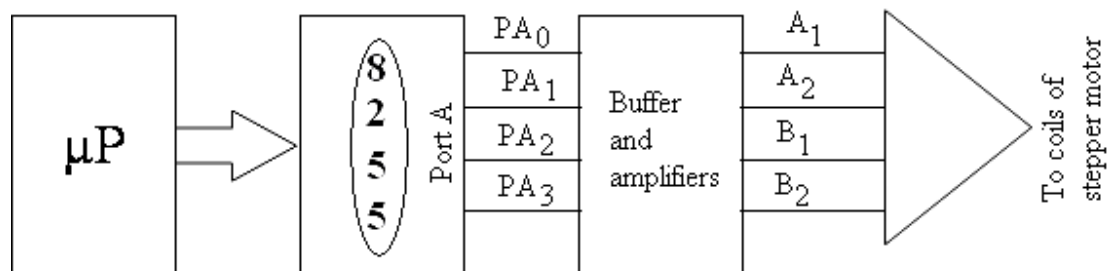 μP
8
2
5
5
Port A
PA0
PA1
PA2
PA3
Buffer
and
amplifiers
A1
A2
B1
B2
To coils of
stepper motor